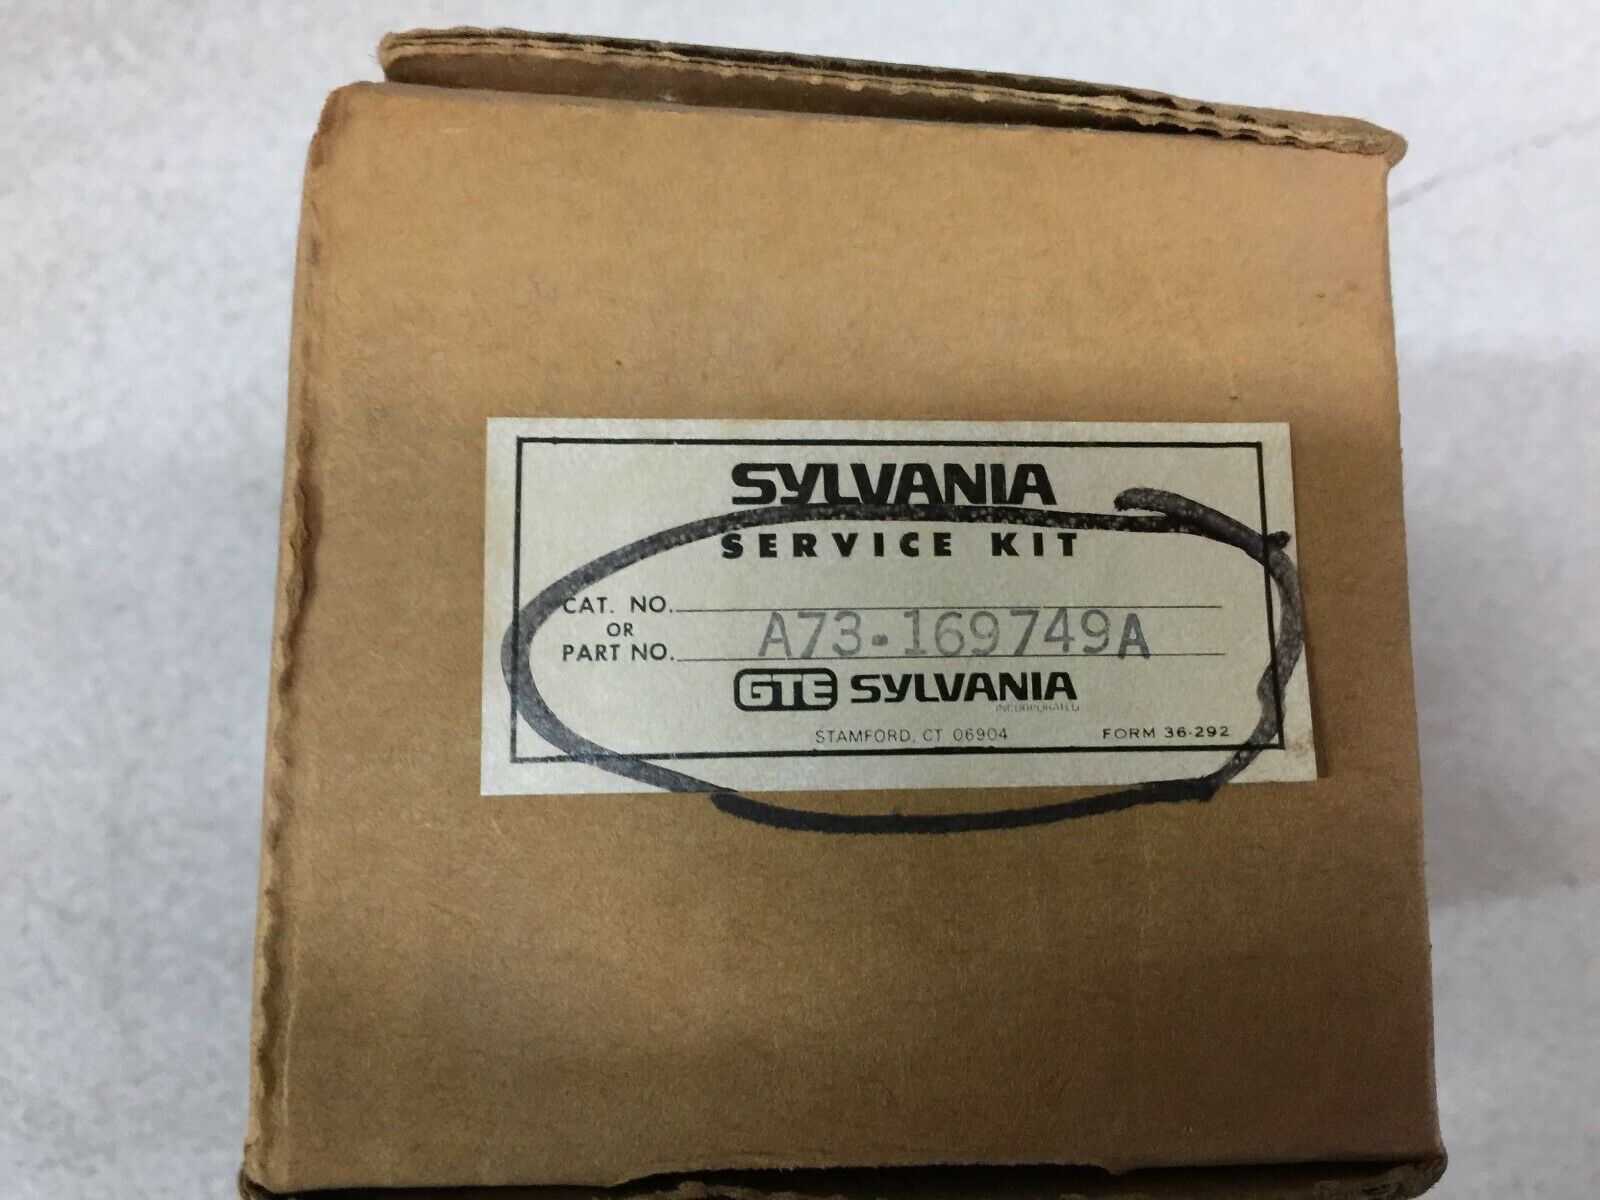 SYLVANIA
SERVICE KIT
CAT. NO.
OR
PART NO. A73-169749A
GTE SYLVANIA
INCORPORATED
STAMFORD, CT 06904 FORM 36-292